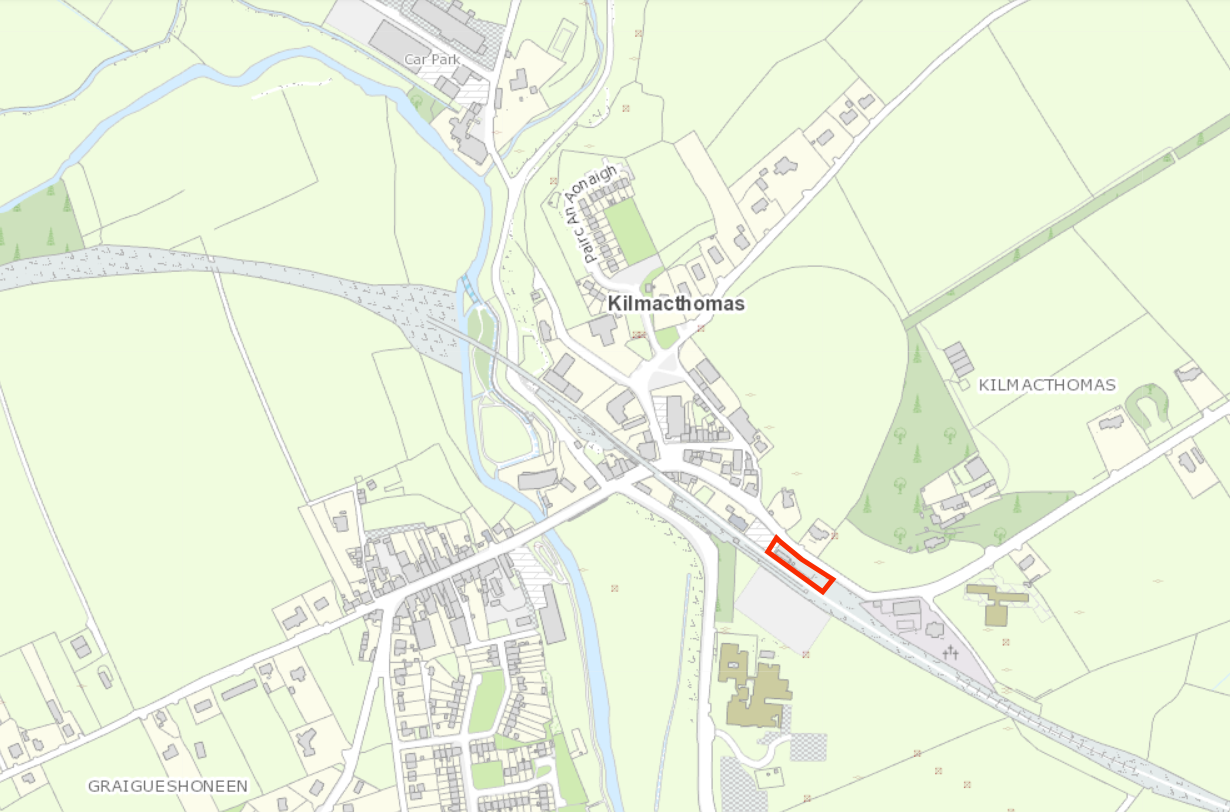 Car Park
Pairc An Aonaigh
Kilmacthomas
KILMACTHOMAS
GRAIGUESHONEEN